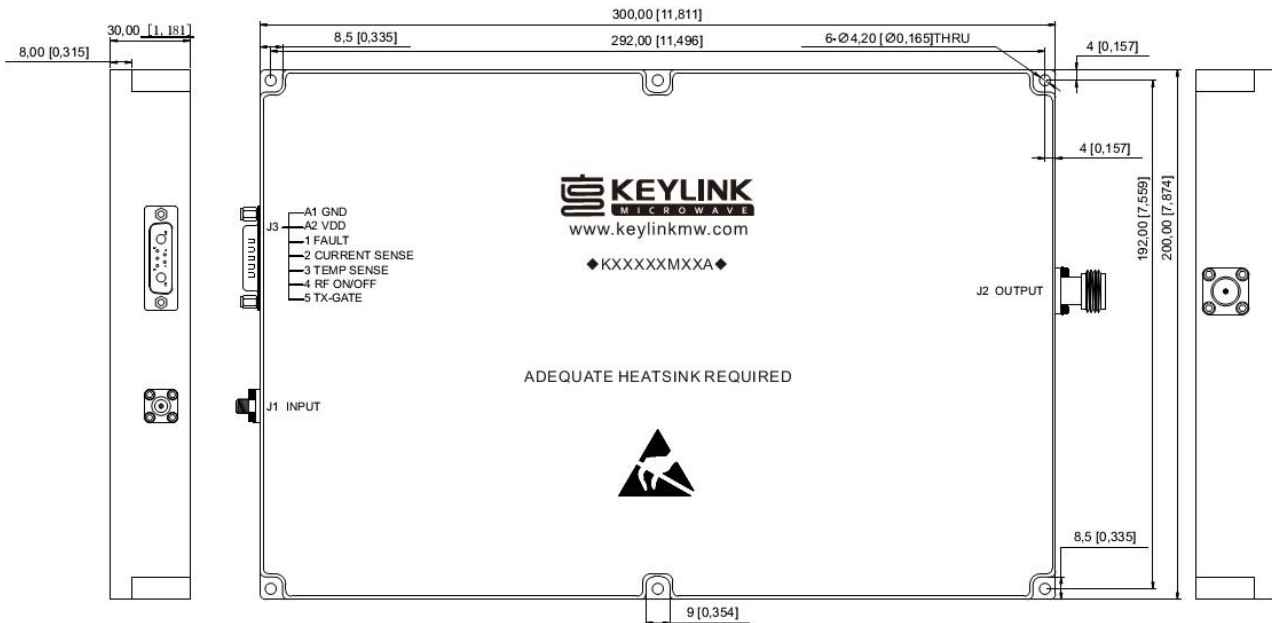 300,00 [11,811]
30,00 [1,181]
8,5 [0,335]
292,00 [11,496]
6-Ø4,20 [Ø0,165]THRU
4 [0,157]
8,00 [0,315]
4 [0,157]
KEYLINK
MICROWAVE
www.keylinkmw.com
◆KXXXXXMXXA◆
J3
A1 GND
A2 VDD
1 FAULT
2 CURRENT SENSE
3 TEMP SENSE
4 RF ON/OFF
5 TX-GATE
192,00 [7,559]
200,00 [7,874]
J2 OUTPUT
ADEQUATE HEATSINK REQUIRED
J1 INPUT
8,5 [0,335]
9 [0,354]